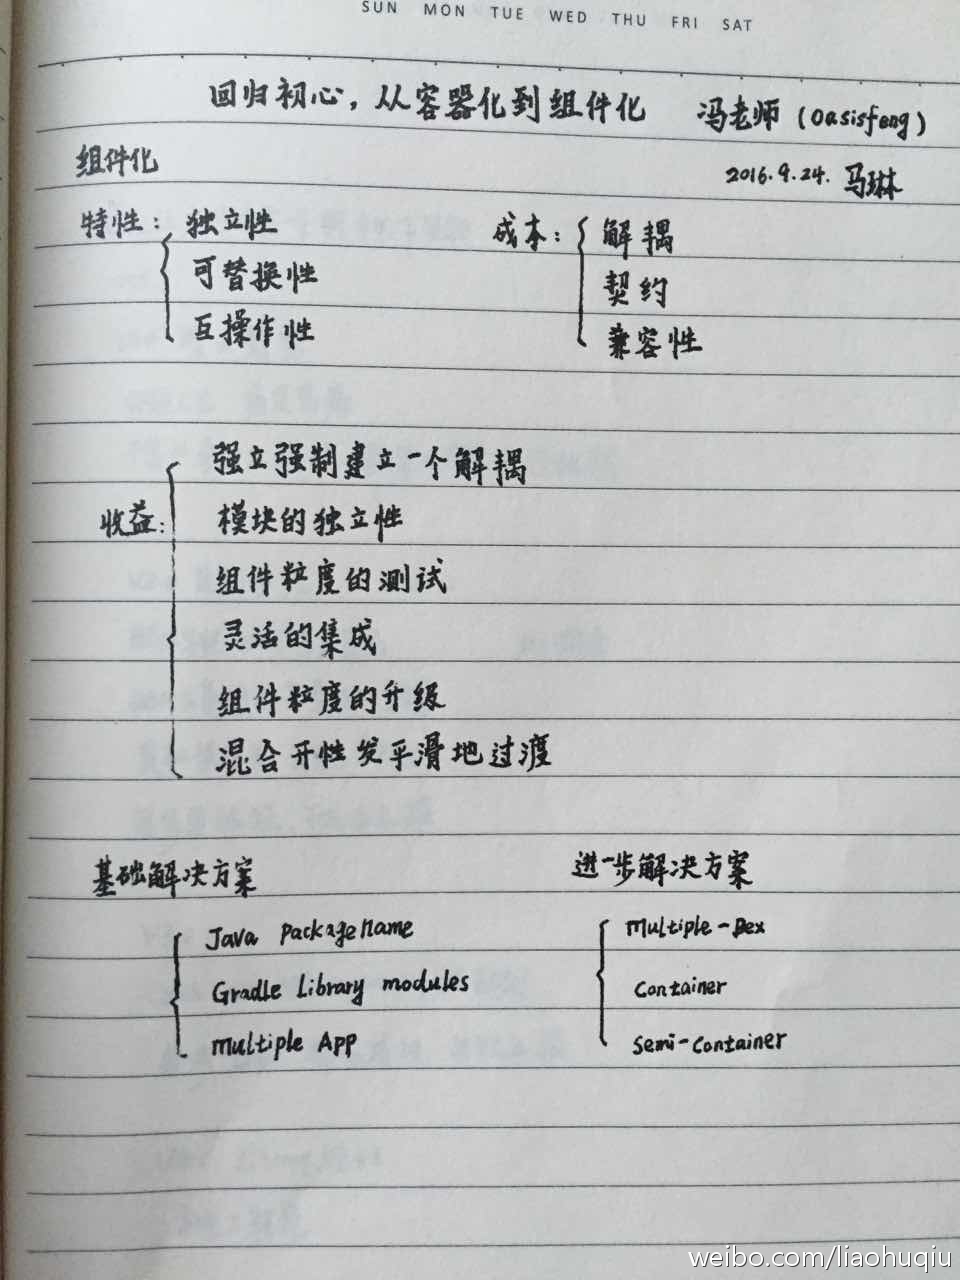 SUN MON TUE WED THU FRI SAT
回归初心，从容器化到组件化 冯老师 (Oasisfeng)
组件化
2016.9.24. 马琳
特性： 独立性
可替换性
互操作性
成本： 解耦
契约
兼容性
收益：
强立强制建立一个解耦
模块的独立性
组件粒度的测试
灵活的集成
组件粒度的升级
混合开性发平滑地过渡
基础解决方案
Java PackageName
Gradle Library modules
multiple App
进一步解决方案
multiple-Dex
Container
Semi-Container
weibo.com/liaohuqiu